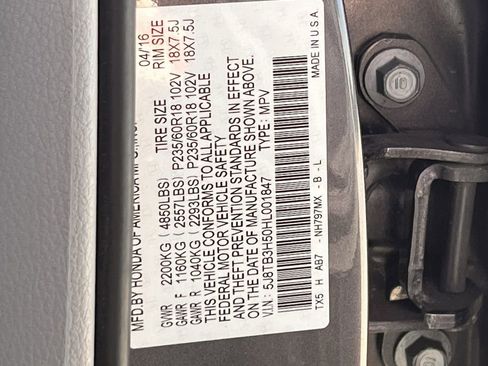 MFD.BY HONDA OF AMERICA MFG.,INC. 04/16
GVWR 2200KG (4850LBS) TIRE SIZE RIM SIZE
GAWR F 1160KG (2557LBS) P235/60R18 102V 18X7.5J
GAWR R 1040KG (2293LBS) P235/60R18 102V 18X7.5J
THIS VEHICLE CONFORMS TO ALL APPLICABLE
FEDERAL MOTOR VEHICLE SAFETY
AND THEFT PREVENTION STANDARDS IN EFFECT
ON THE DATE OF MANUFACTURE SHOWN ABOVE.
V.I.N: 5J8TB3H50HL001847 TYPE: MPV
TX5 H AB7 - NH797MX - B - L MADE IN U.S.A.
10